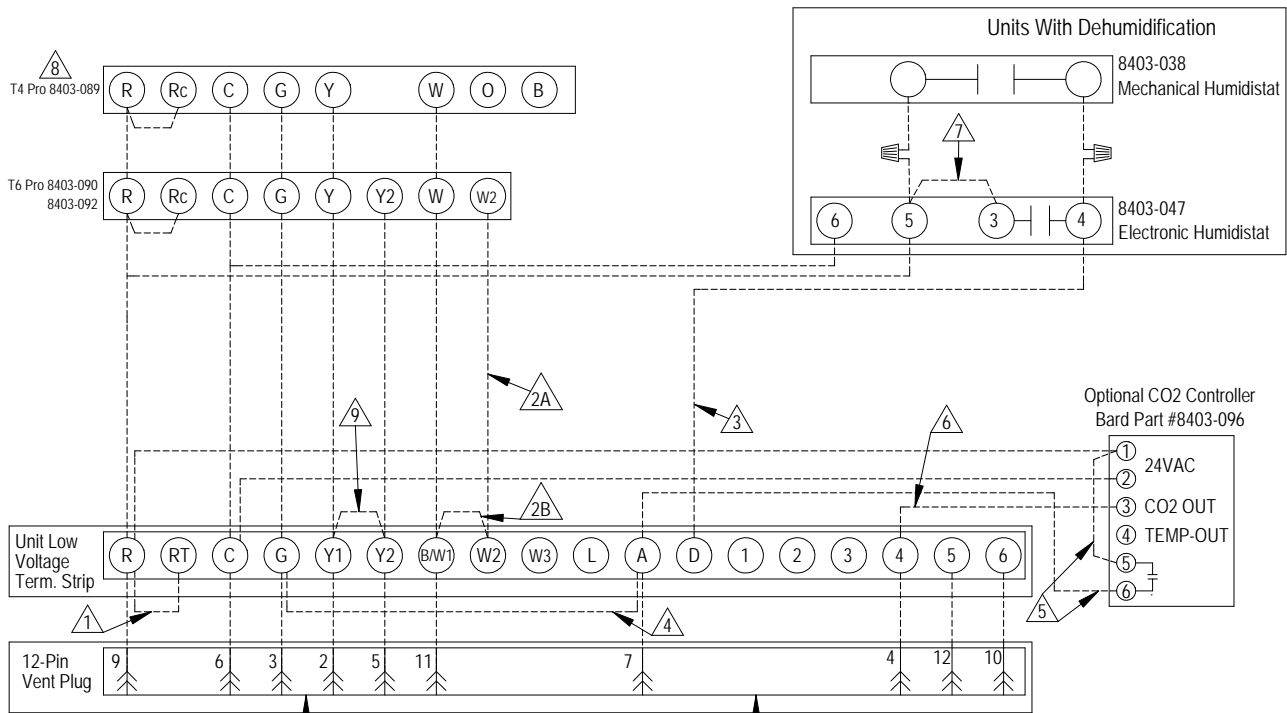 Units With Dehumidification
8403-038
Mechanical Humidistat
8
T4 Pro 8403-089
R Rc C G Y W O B
7
T6 Pro 8403-090
8403-092
R Rc C G Y Y2 W W2
6 5 3 4
8403-047
Electronic Humidistat
2A
9
3
6
2B
Optional CO2 Controller
Bard Part #8403-096
1
24VAC
2
3 CO2 OUT
4 TEMP-OUT
5
6
5
Unit Low
Voltage
Term. Strip
R RT C G Y1 Y2 B/W1 W2 W3 L A D 1 2 3 4 5 6
1
4
12-Pin
Vent Plug
9 6 3 2 5 11 7 4 12 10